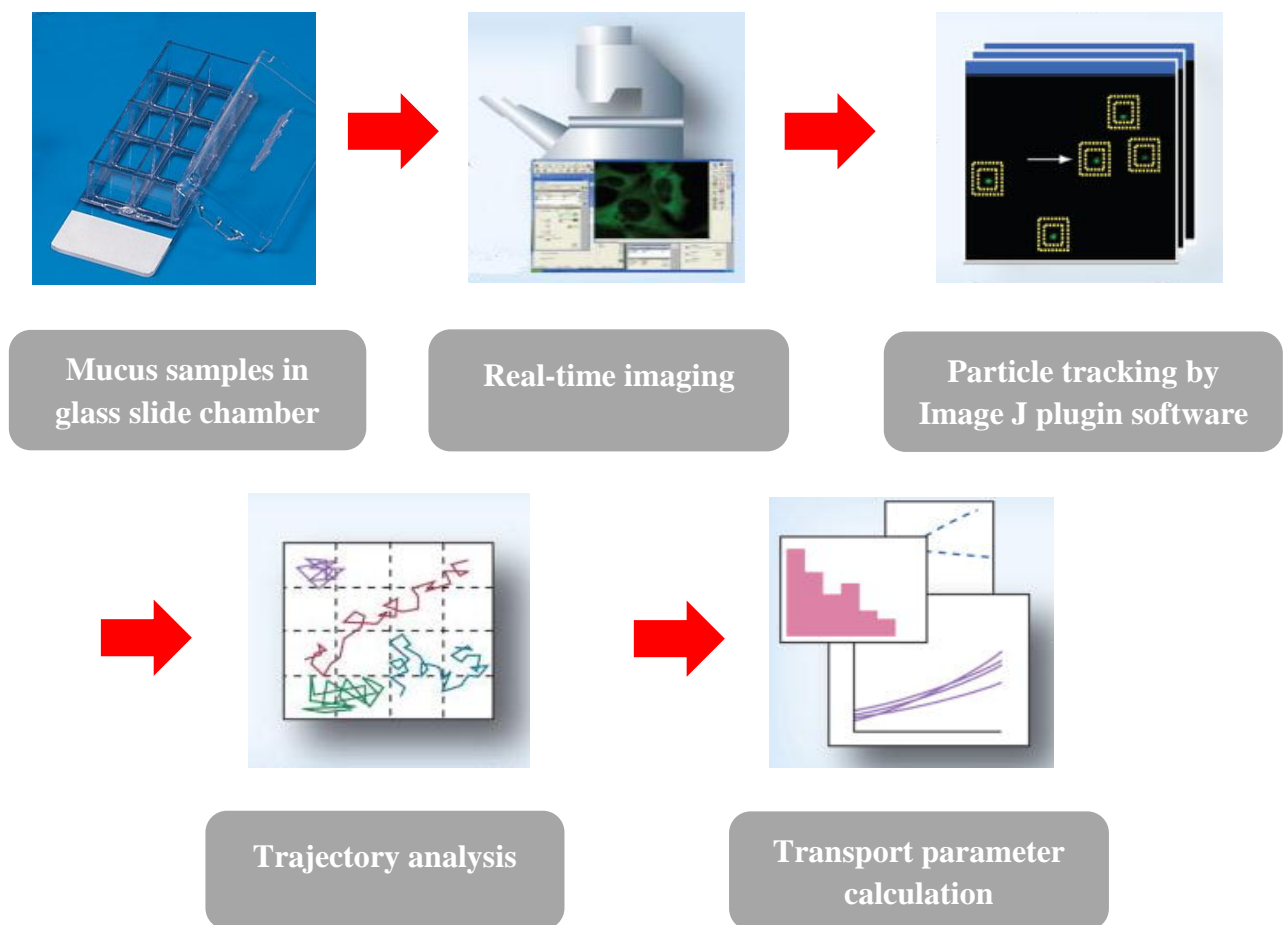 Mucus samples in
glass slide chamber
Real-time imaging
Particle tracking by
Image J plugin software
Trajectory analysis
Transport parameter
calculation